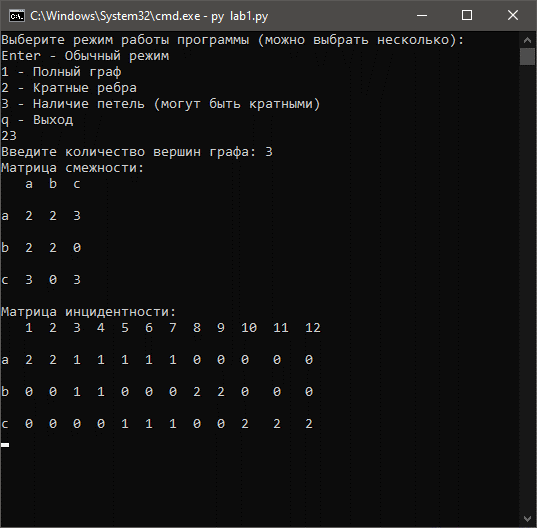 C:\Windows\System32\cmd.exe - py lab1.py
Выберите режим работы программы (можно выбрать несколько):
Enter - Обычный режим
1 - Полный граф
2 - Кратные ребра
3 - Наличие петель (могут быть кратными)
q - Выход
23
Введите количество вершин графа: 3
Матрица смежности:
a b c
a 2 2 3
b 2 2 0
c 3 0 3
Матрица инцидентности:
1 2 3 4 5 6 7 8 9 10 11 12
a 2 2 1 1 1 1 1 0 0 0 0 0
b 0 0 1 1 0 0 0 2 2 0 0 0
c 0 0 0 0 1 1 1 0 0 2 2 2